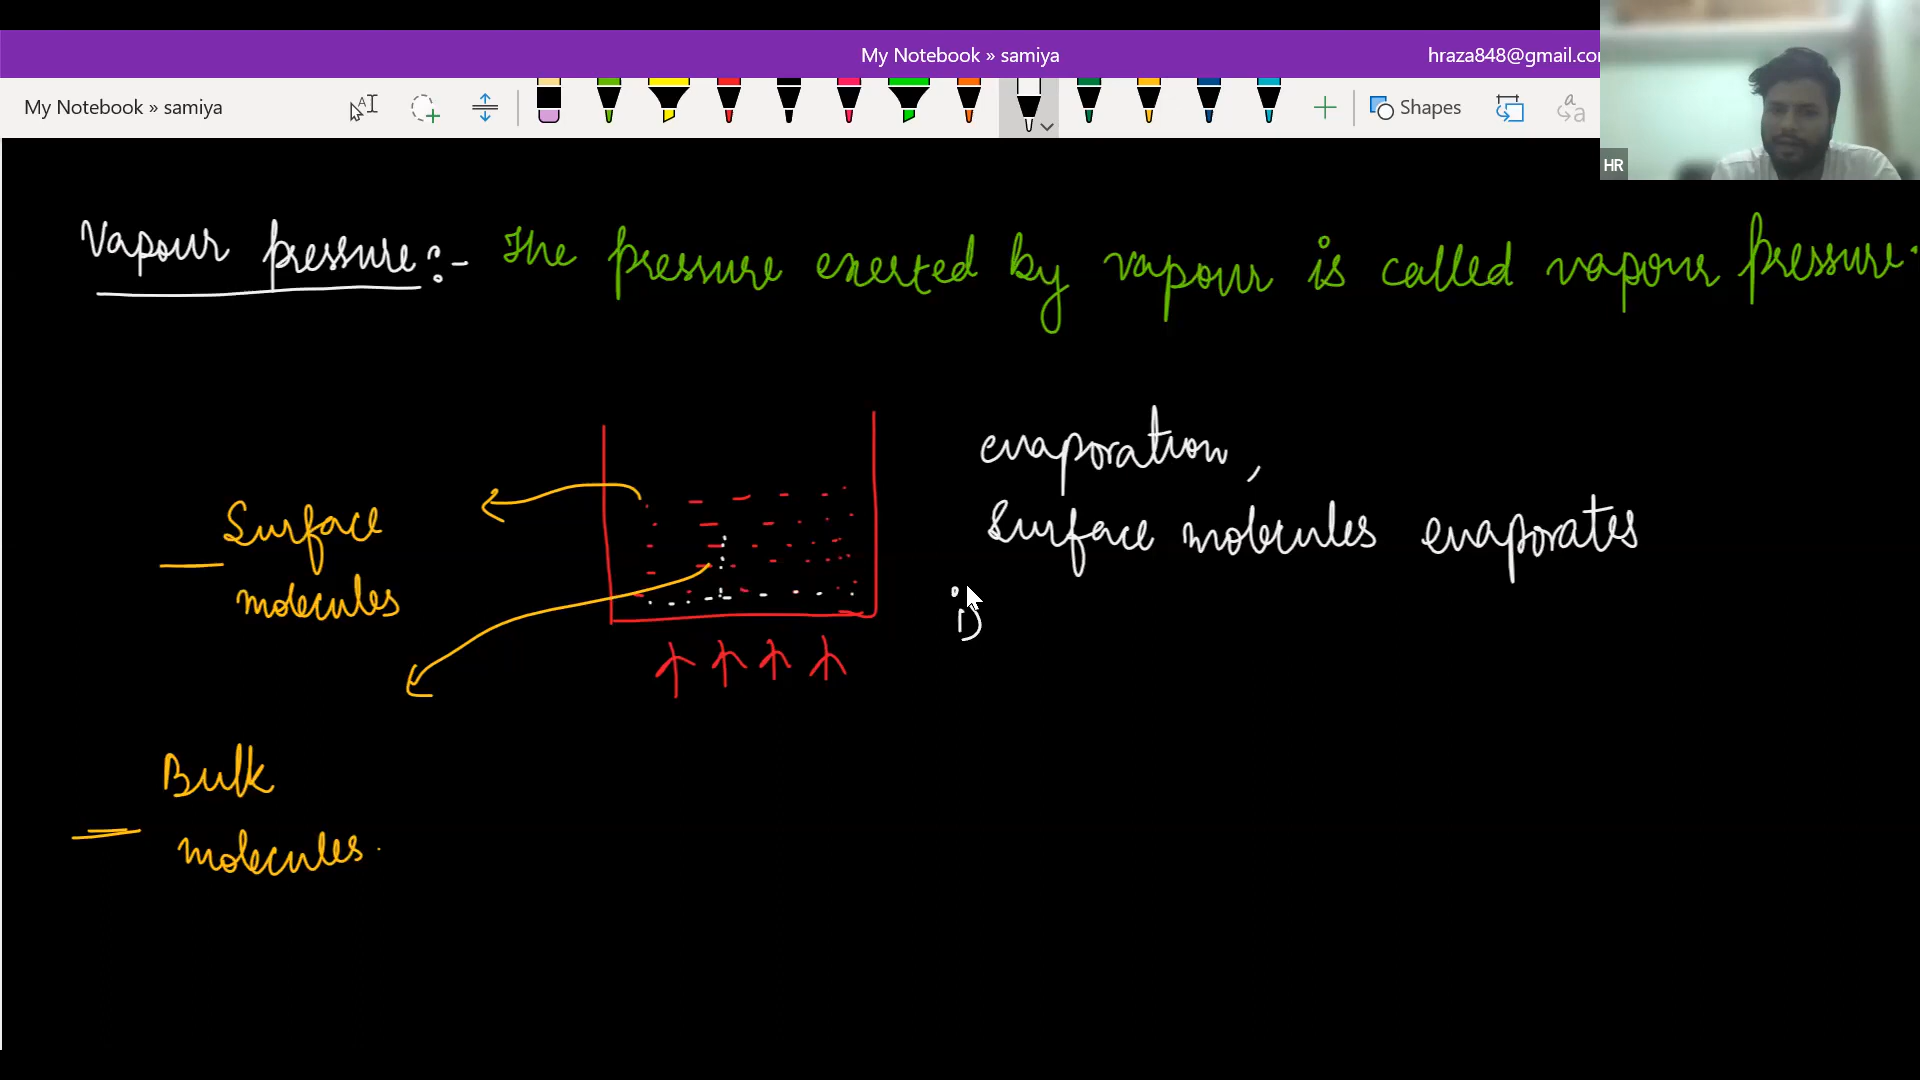 My Notebook » samiya
hraza848@gmail.co
My Notebook » samiya
Shapes
HR
Vapour pressure:- The pressure exerted by vapour is called vapour pressure.
evaporation,
Surface molecules evaporates
Surface
molecules
Bulk
molecules.